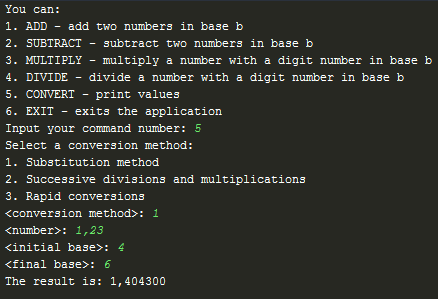 You can:
1. ADD - add two numbers in base b
2. SUBTRACT - subtract two numbers in base b
3. MULTIPLY - multiply a number with a digit number in base b
4. DIVIDE - divide a number with a digit number in base b
5. CONVERT - print values
6. EXIT - exits the application
Input your command number: 5
Select a conversion method:
1. Substitution method
2. Successive divisions and multiplications
3. Rapid conversions
<conversion method>: 1
<number>: 1,23
<initial base>: 4
<final base>: 6
The result is: 1,404300